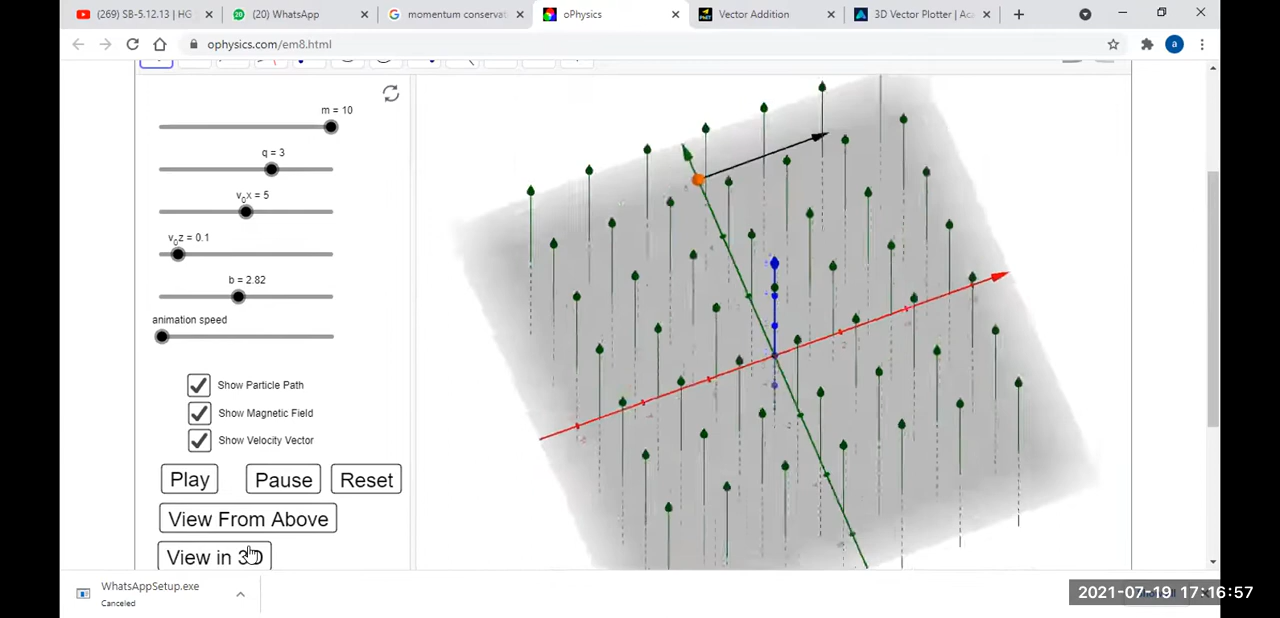 (269) SB-5.12.13 | HG
(20) WhatsApp
momentum conservat
oPhysics
Vector Addition
3D Vector Plotter | Aca
ophysics.com/em8.html
a
m = 10
q = 3
v₀x = 5
v₀z = 0.1
b = 2.82
animation speed
Show Particle Path
Show Magnetic Field
Show Velocity Vector
Play
Pause
Reset
View From Above
View in 3D
WhatsAppSetup.exe
Canceled
2021-07-19 17:16:57